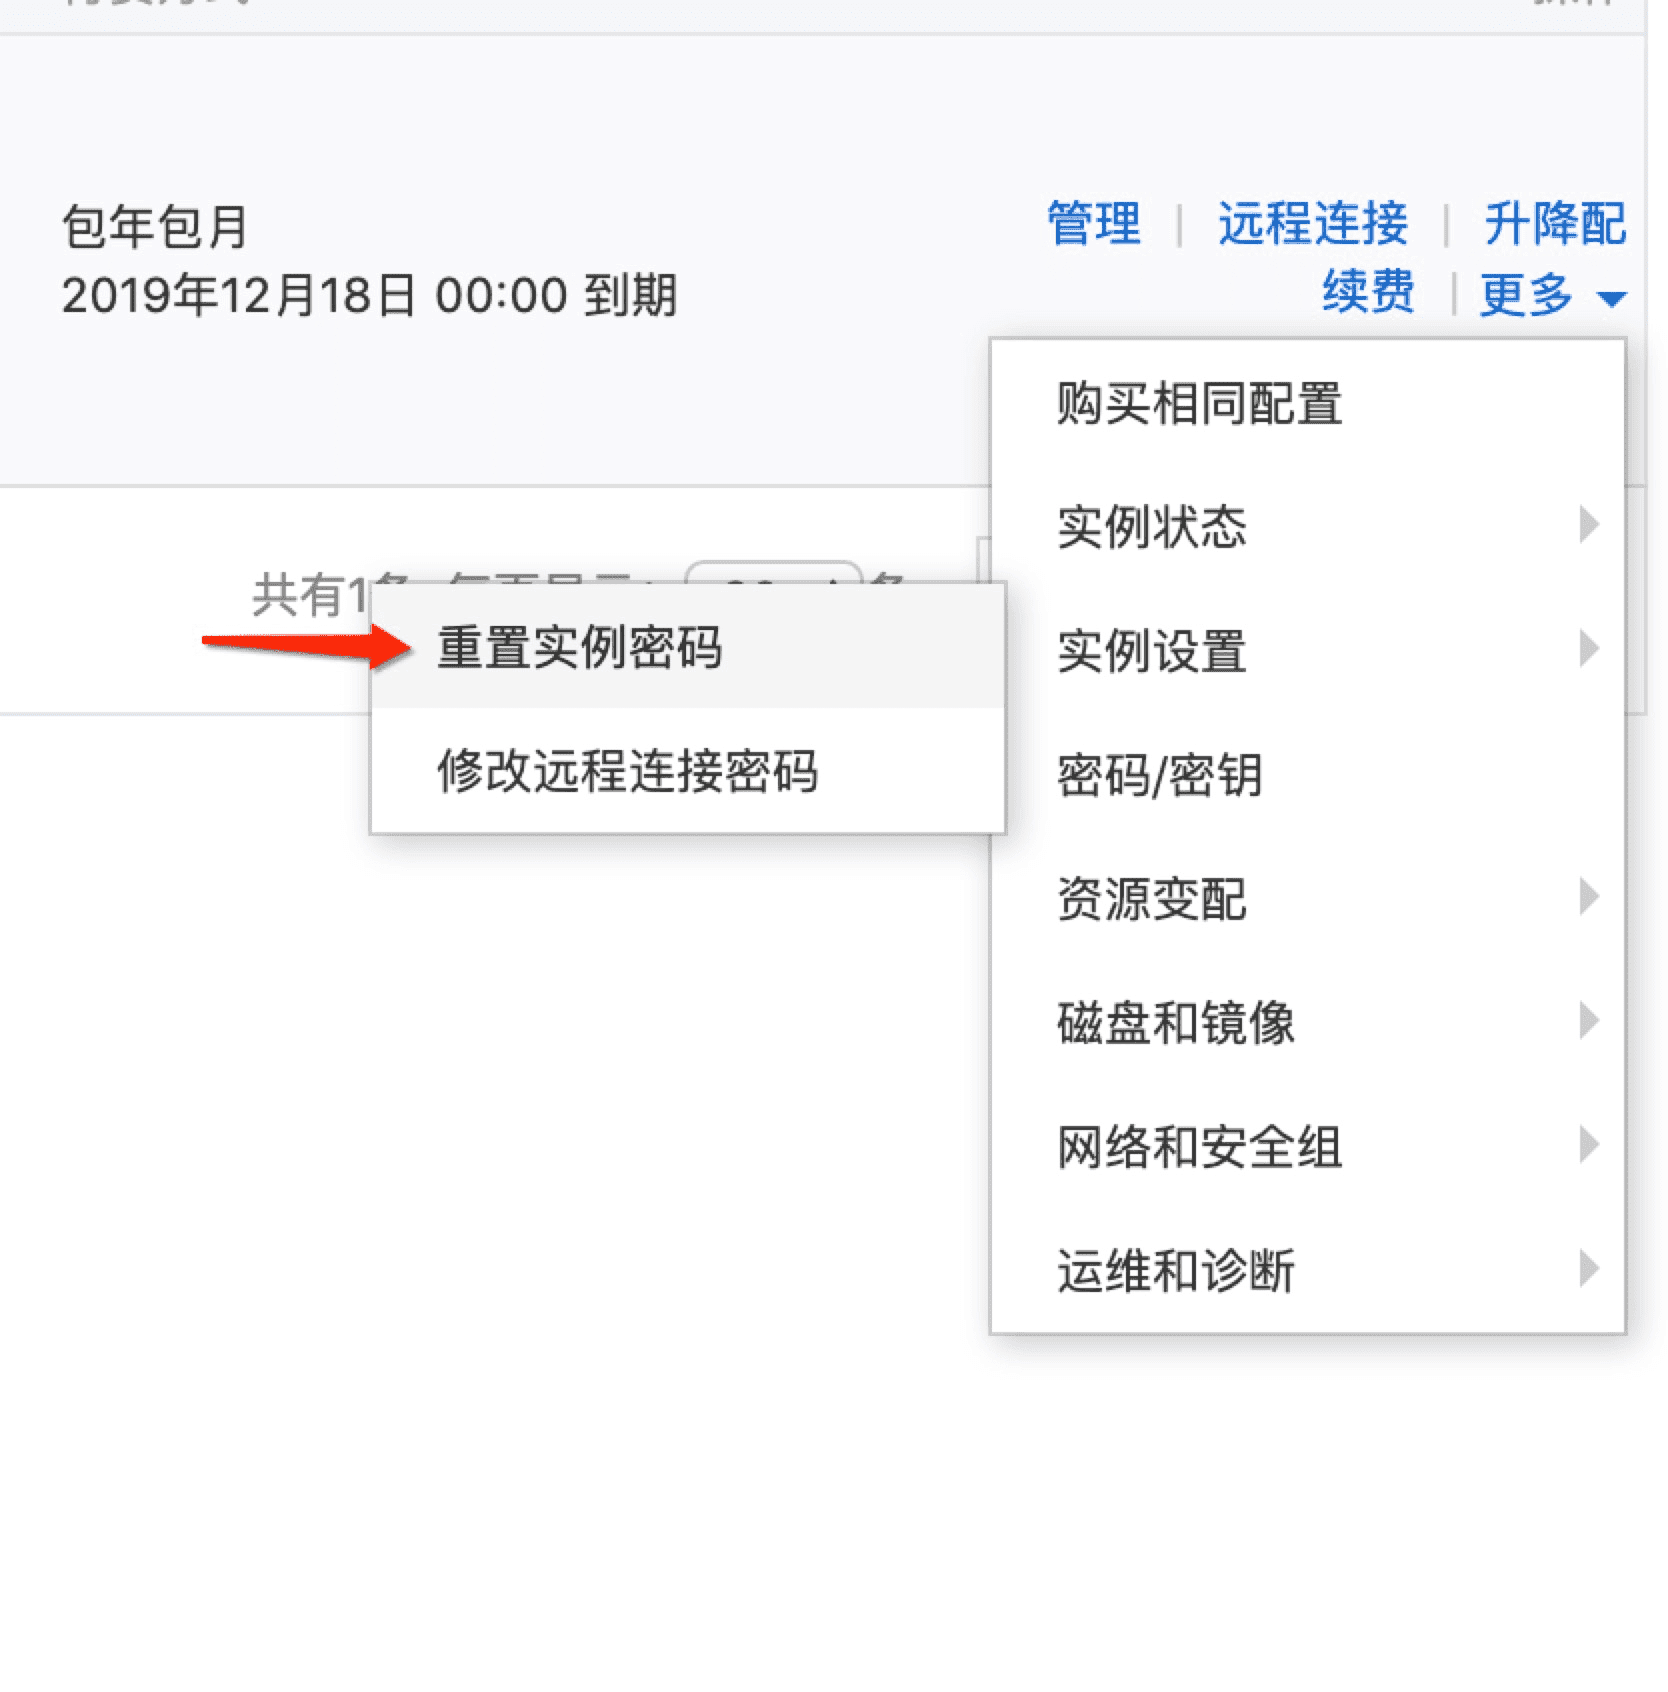 包年包月
2019年12月18日 00:00 到期
管理 | 远程连接 | 升降配
续费 | 更多
购买相同配置
实例状态
实例设置
密码/密钥
资源变配
磁盘和镜像
网络和安全组
运维和诊断
共有1
重置实例密码
修改远程连接密码